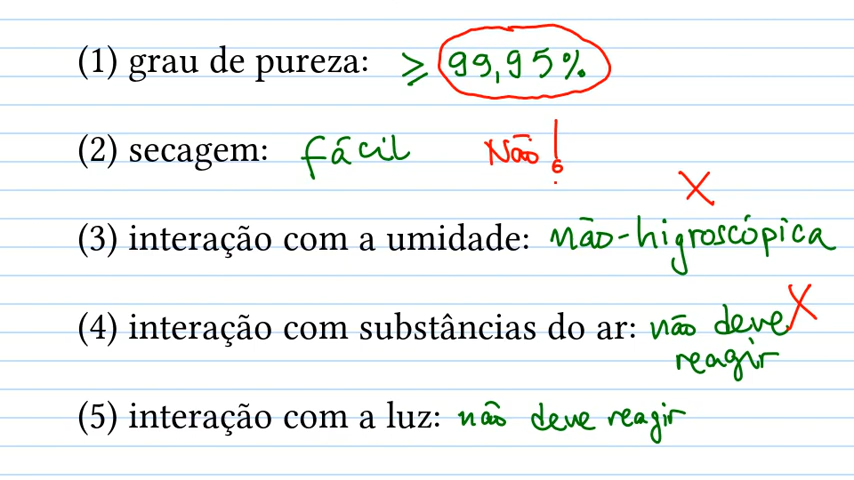 (1) grau de pureza: ≥ 99,95%
(2) secagem: fácil Não!
X
(3) interação com a umidade: não-higroscópica
(4) interação com substâncias do ar: não deve X
reagir
(5) interação com a luz: não deve reagir